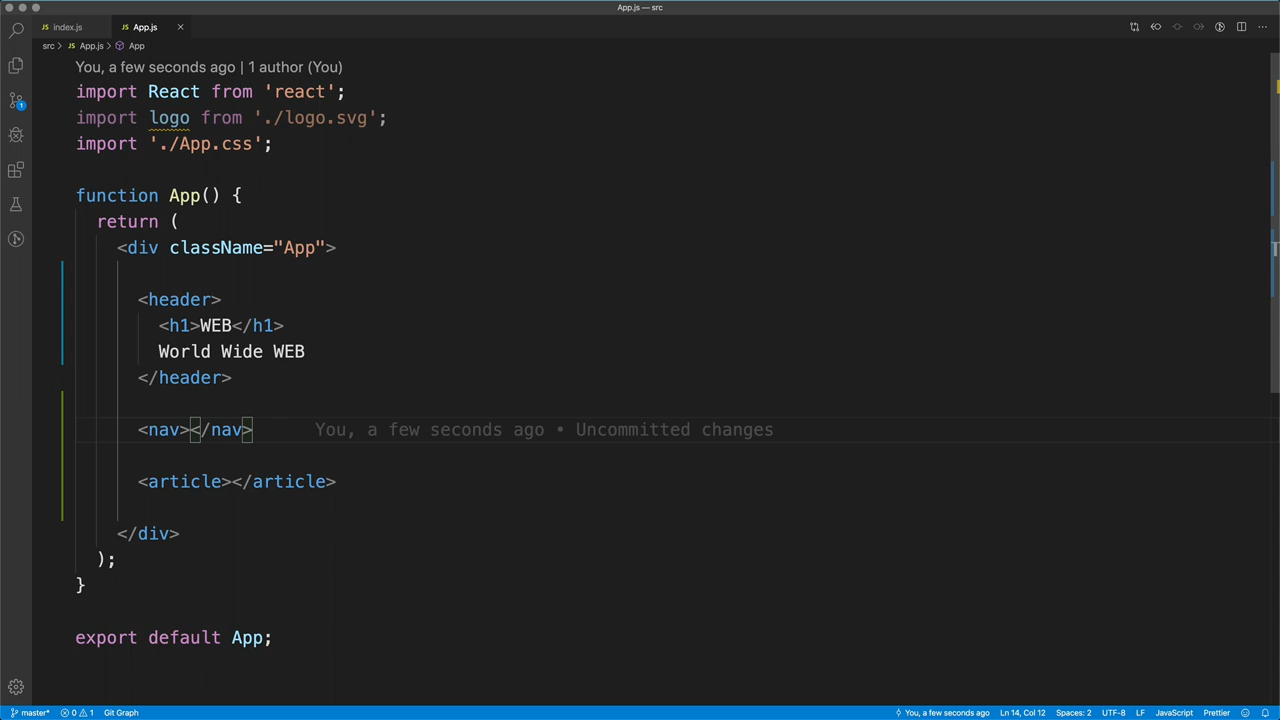 App.js — src
index.js
App.js
src > App.js > App
You, a few seconds ago | 1 author (You)
import React from 'react';
import logo from './logo.svg';
import './App.css';
function App() {
return (
<div className="App">
<header>
<h1>WEB</h1>
World Wide WEB
</header>
<nav></nav> You, a few seconds ago • Uncommitted changes
<article></article>
</div>
);
}
export default App;
1
master* 0 1 Git Graph You, a few seconds ago Ln 14, Col 12 Spaces: 2 UTF-8 LF JavaScript Prettier